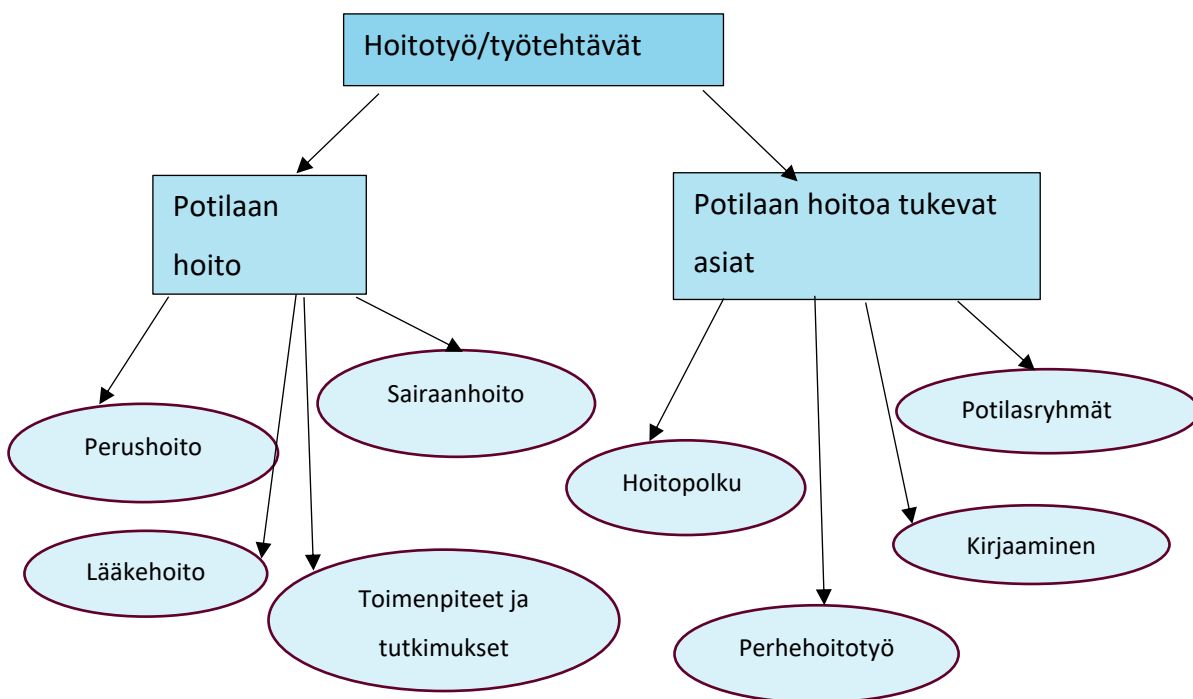 Hoitotyö/työtehtävät
Potilaan
hoito
Potilaan hoitoa tukevat
asiat
Sairaanhoito
Perushoito
Potilasryhmät
Hoitopolku
Lääkehoito
Kirjaaminen
Toimenpiteet ja
tutkimukset
Perhehoitotyö